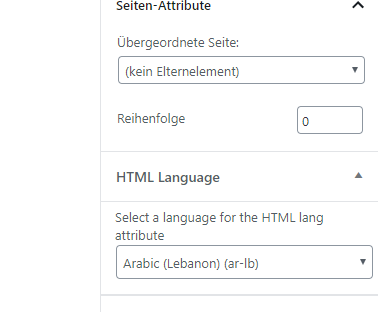 Seiten-Attribute
Übergeordnete Seite:
(kein Elternelement)
Reihenfolge
0
HTML Language
Select a language for the HTML lang
attribute
Arabic (Lebanon) (ar-lb)